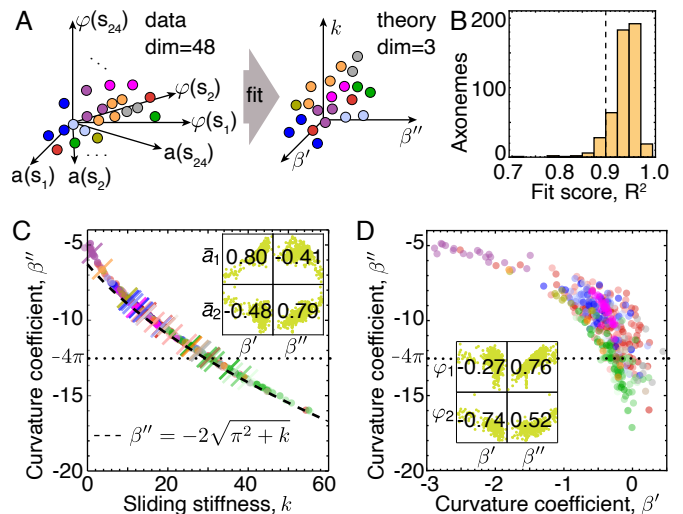 A
φ(s24)
data
dim=48
φ(s2)
φ(s1)
a(s24)
a(s1)
a(s2)
fit
k
theory
dim=3
β′
β′′
B
Axonemes
200
100
0
0.7
0.8
0.9
1.0
Fit score, R²
C
Curvature coefficient, β′′
-5
-10
-4π
-15
-20
ā1
0.80
-0.41
ā2
-0.48
0.79
β′
β′′
β′′ = −2√(π² + k)
0
20
40
60
Sliding stiffness, k
D
Curvature coefficient, β′′
-5
-10
-4π
-15
-20
φ1
-0.27
0.76
φ2
-0.74
0.52
β′
β′′
-3
-2
-1
0
Curvature coefficient, β′